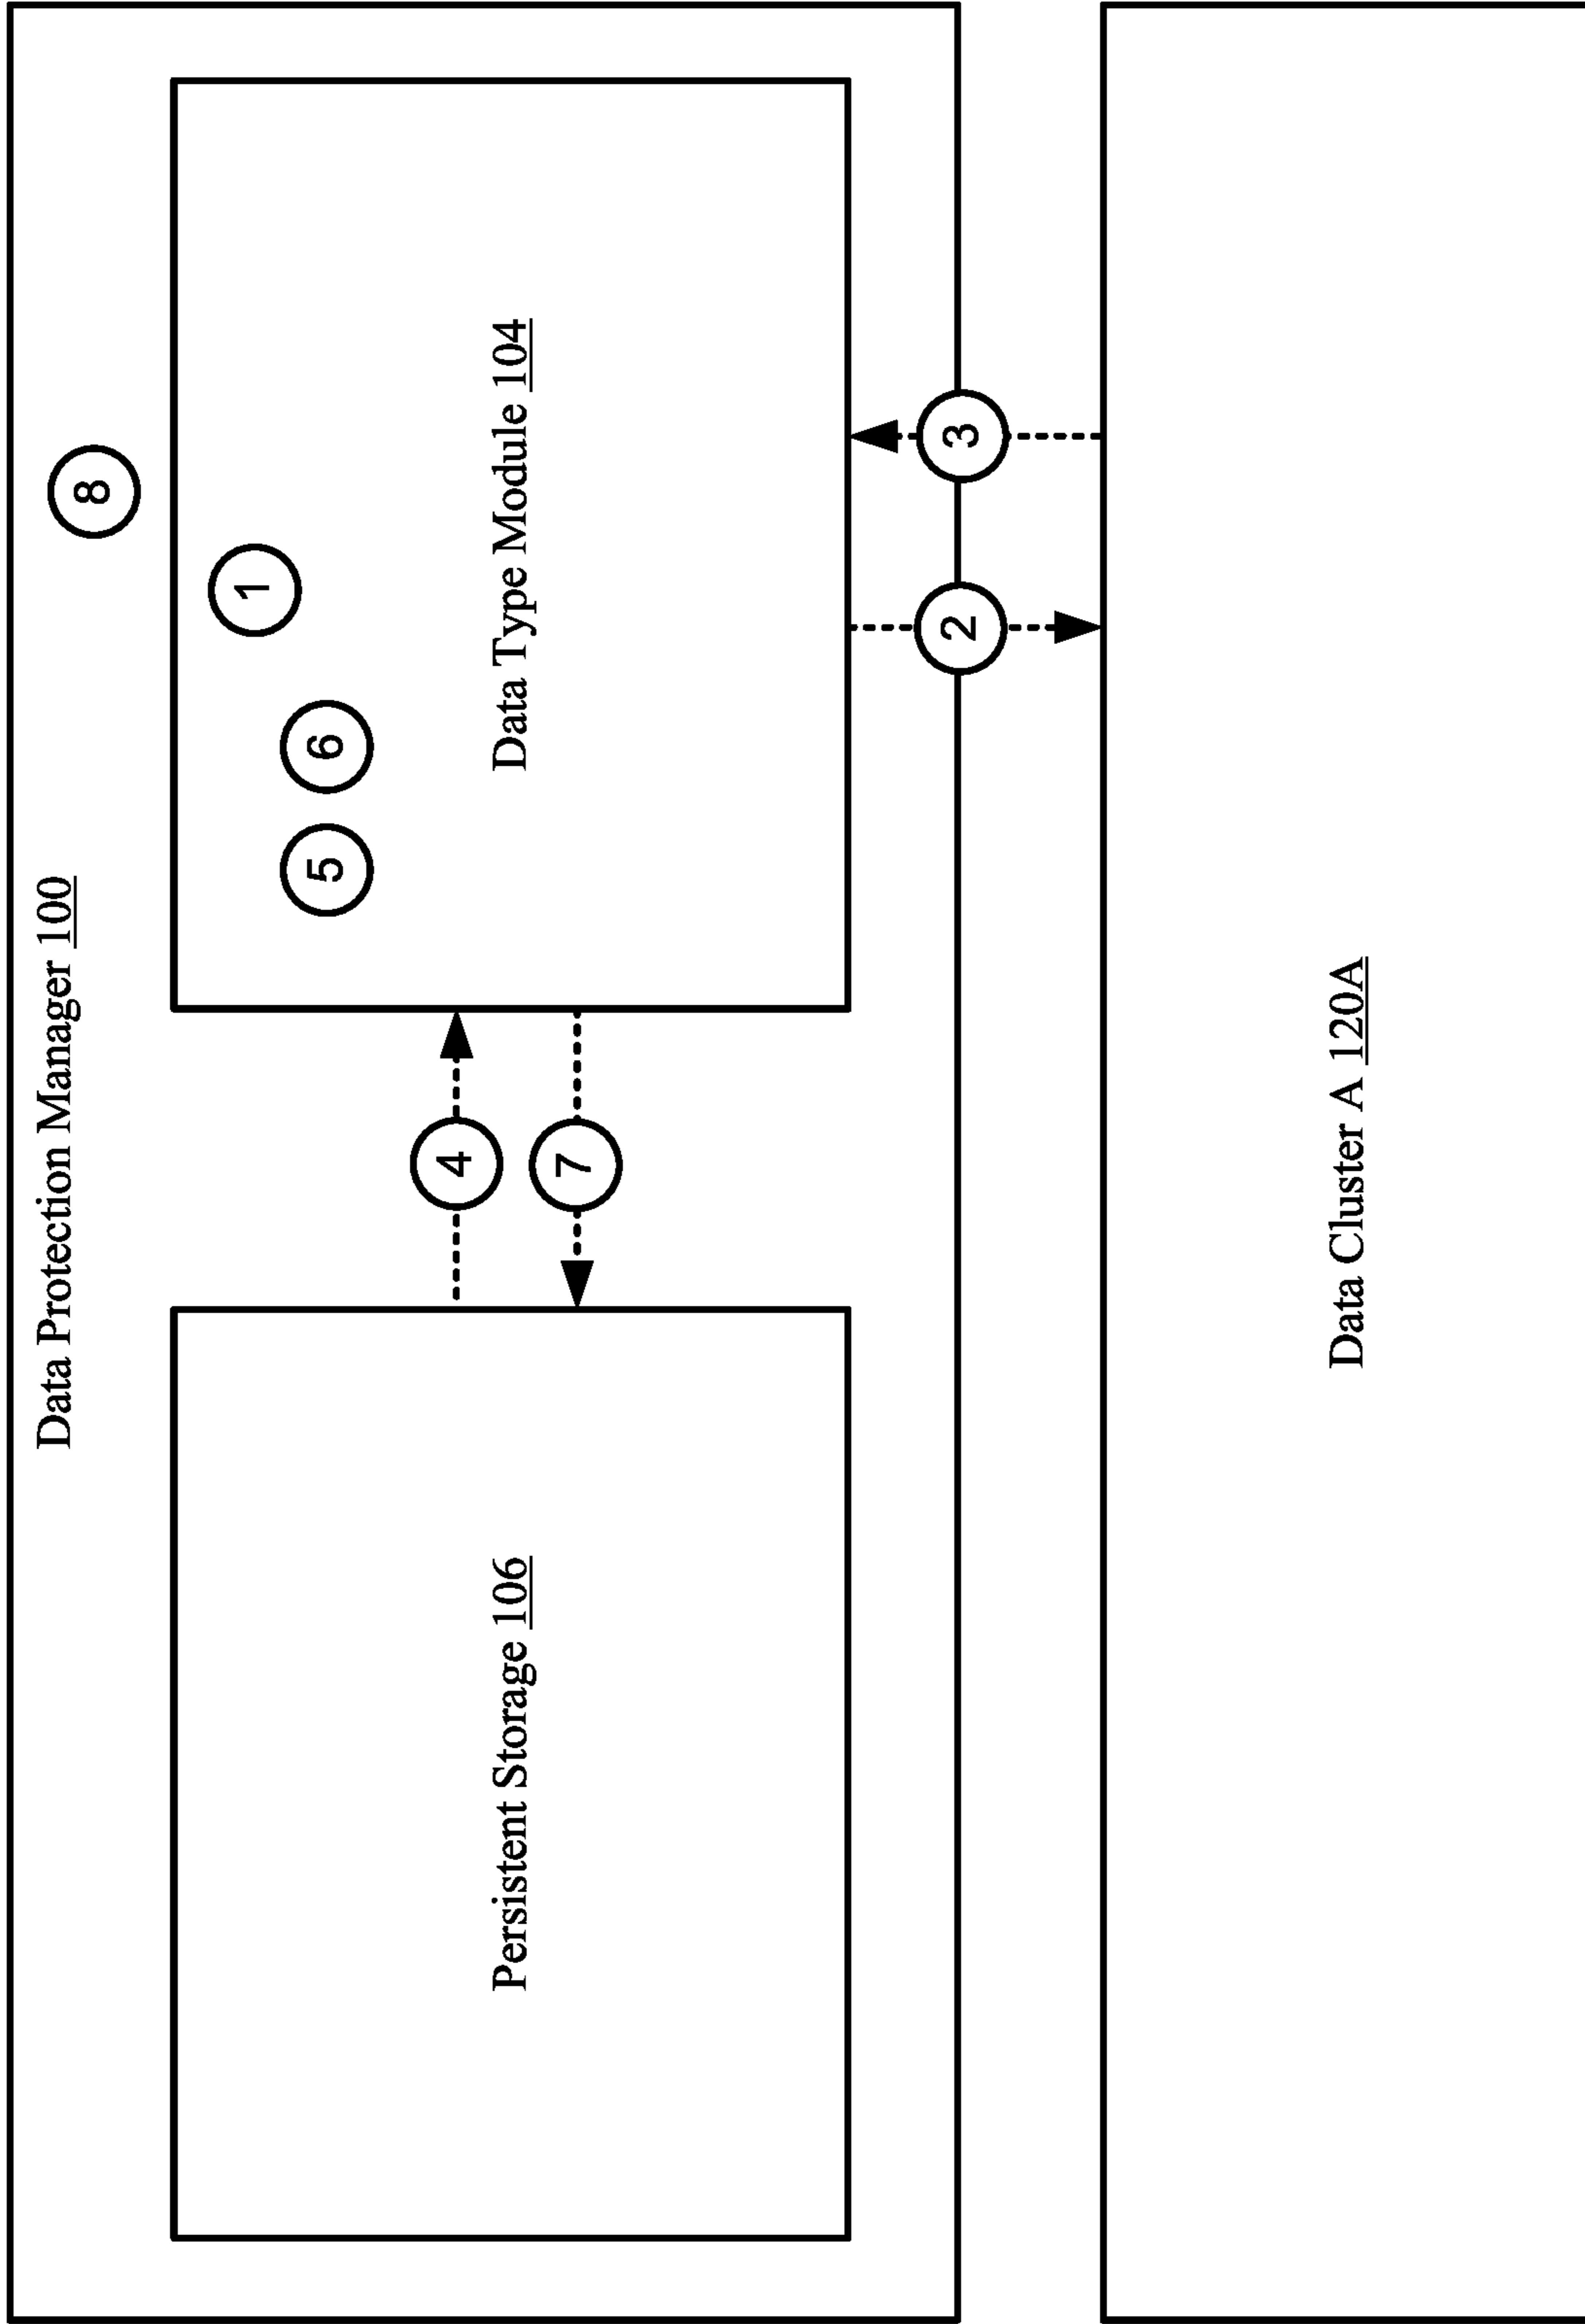 Data Protection Manager 100
8
1
5
6
4
Persistent Storage 106
Data Type Module 104
7
2
3
Data Cluster A 120A